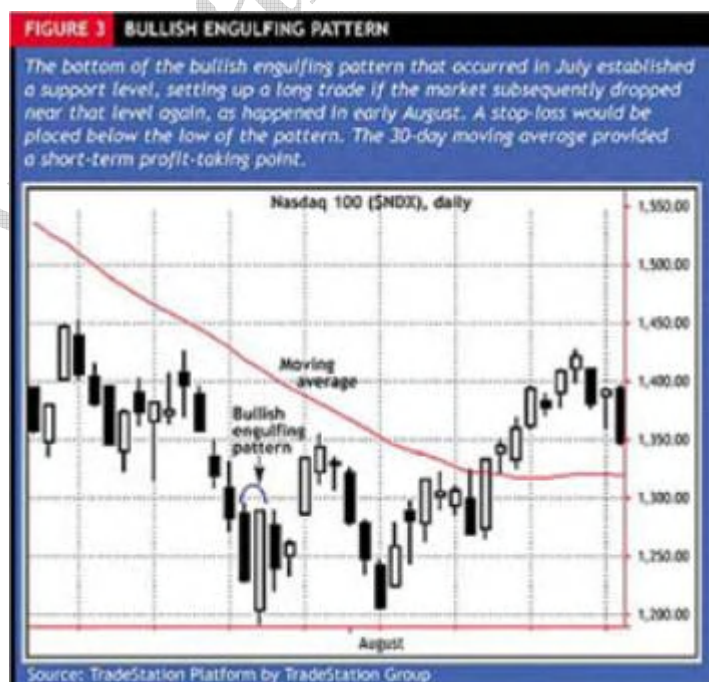 FIGURE 3 BULLISH ENGULFING PATTERN
The bottom of the bullish engulfing pattern that occurred in July established
a support level, setting up a long trade if the market subsequently dropped
near that level again, as happened in early August. A stop-loss would be
placed below the low of the pattern. The 30-day moving average provided
a short-term profit-taking point.
Nasdaq 100 ($NDX), daily
1,550.00
1,500.00
1,450.00
1,400.00
1,350.00
1,300.00
1,250.00
1,200.00
Moving
average
Bullish
engulfing
pattern
August
Source: TradeStation Platform by TradeStation Group